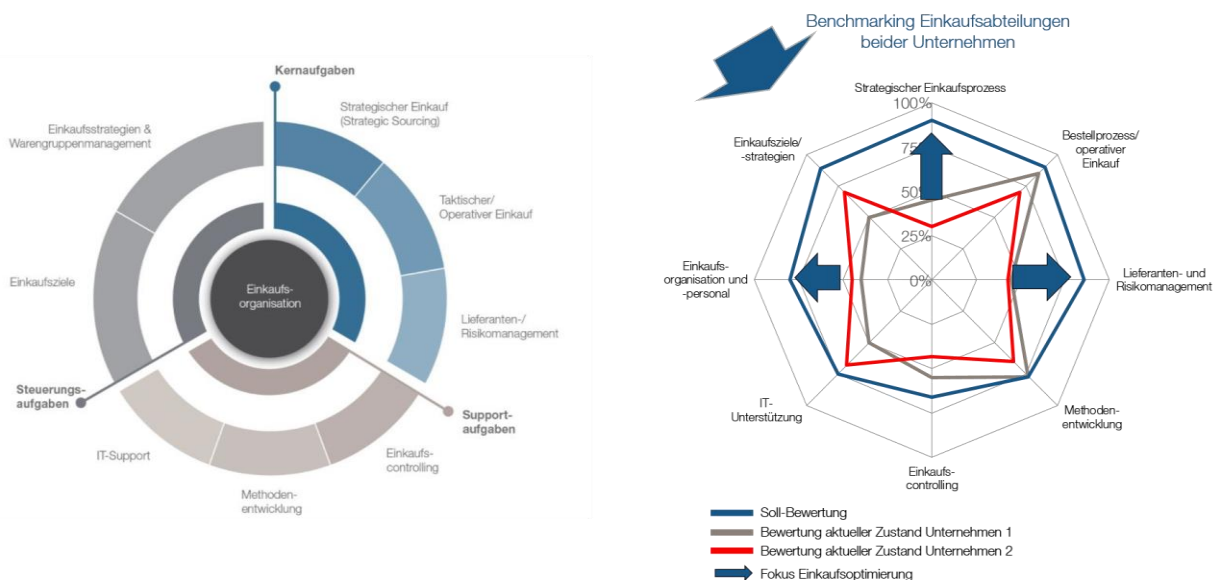 Kernaufgaben
Strategischer Einkauf
(Strategic Sourcing)
Taktischer/
Operativer Einkauf
Lieferanten-/
Risikomanagement
Support-
aufgaben
Einkaufs-
controlling
Methoden-
entwicklung
IT-Support
Steuerungs-
aufgaben
Einkaufsziele
Einkaufsstrategien &
Warengruppenmanagement
Einkaufs-
organisation
Benchmarking Einkaufsabteilungen
beider Unternehmen
Strategischer Einkaufsprozess
100%
75%
50%
25%
0%
Bestellprozess/
operativer
Einkauf
Lieferanten- und
Risikomanagement
Methoden-
entwicklung
Einkaufs-
controlling
IT-
Unterstützung
Einkaufs-
organisation und
-personal
Einkaufsziele/
-strategien
Soll-Bewertung
Bewertung aktueller Zustand Unternehmen 1
Bewertung aktueller Zustand Unternehmen 2
Fokus Einkaufsoptimierung